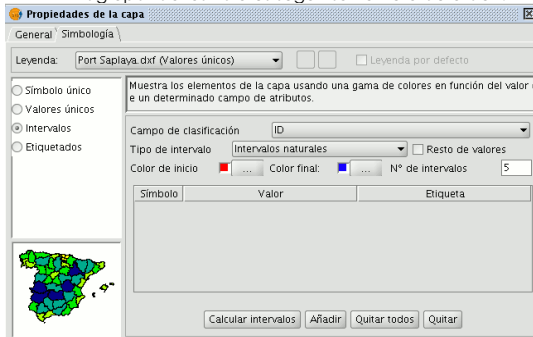 Propiedades de la capa
General Simbología
Leyenda: Port Saplaya.dxf (Valores únicos) Leyenda por defecto
Símbolo único
Valores únicos
Intervalos
Etiquetados
Muestra los elementos de la capa usando una gama de colores en función del valor
e un determinado campo de atributos.
Campo de clasificación ID
Tipo de intervalo Intervalos naturales Resto de valores
Color de inicio ... Color final: ... Nº de intervalos 5
Símbolo Valor Etiqueta
Calcular intervalos Añadir Quitar todos Quitar